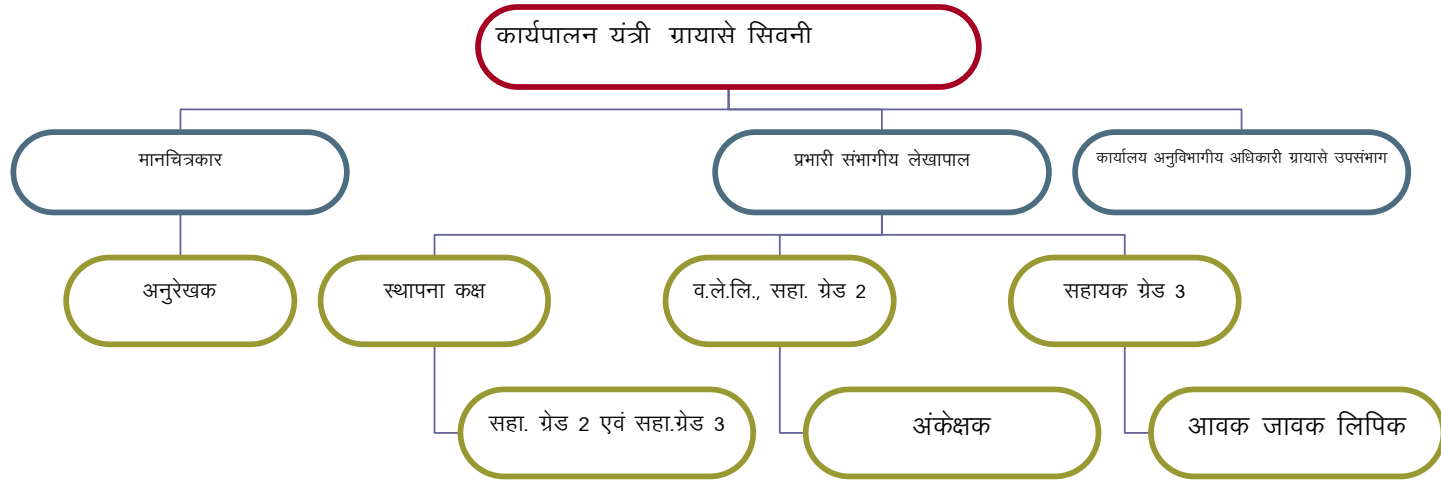 कार्यपालन यंत्री ग्रायासे सिवनी
मानचित्रकार
प्रभारी संभागीय लेखापाल
कार्यालय अनुविभागीय अधिकारी ग्रायासे उपसंभाग
अनुरेखक
स्थापना कक्ष
व.ले.लि., सहा. ग्रेड 2
सहायक ग्रेड 3
सहा. ग्रेड 2 एवं सहा.ग्रेड 3
अंकेक्षक
आवक जावक लिपिक